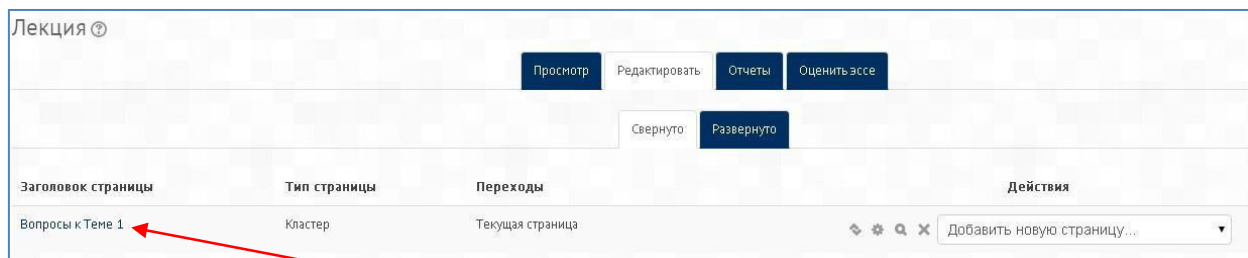 Лекция
Просмотр Редактировать Отчеты Оценить эссе
Свернуто Развернуто
Заголовок страницы Тип страницы Переходы Действия
Вопросы к Теме 1 Кластер Текущая страница Добавить новую страницу...